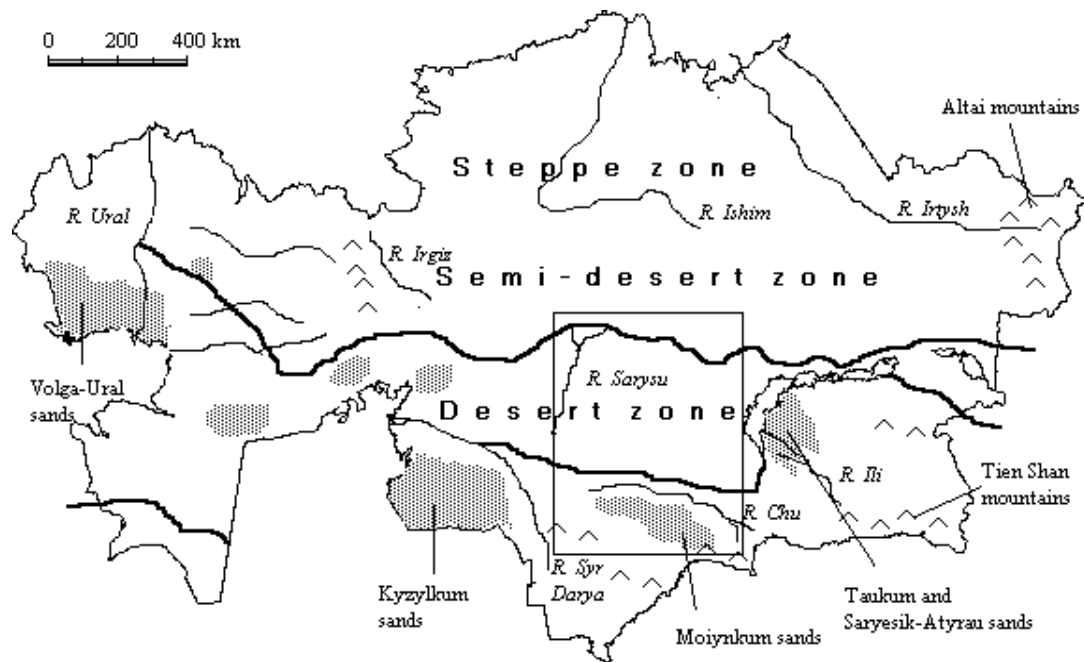 0 200 400 km
Altai mountains
Steppe zone
R. Ural
R. Ishim
R. Irtysh
R. Irgiz
Semi-desert zone
Volga-Ural
sands
R. Sarysu
Desert zone
R. Ili
Tien Shan
mountains
R. Chu
R. Syr
Darya
Kyzylkum
sands
Moiynkum sands
Taukum and
Saryesik-Atyrau sands